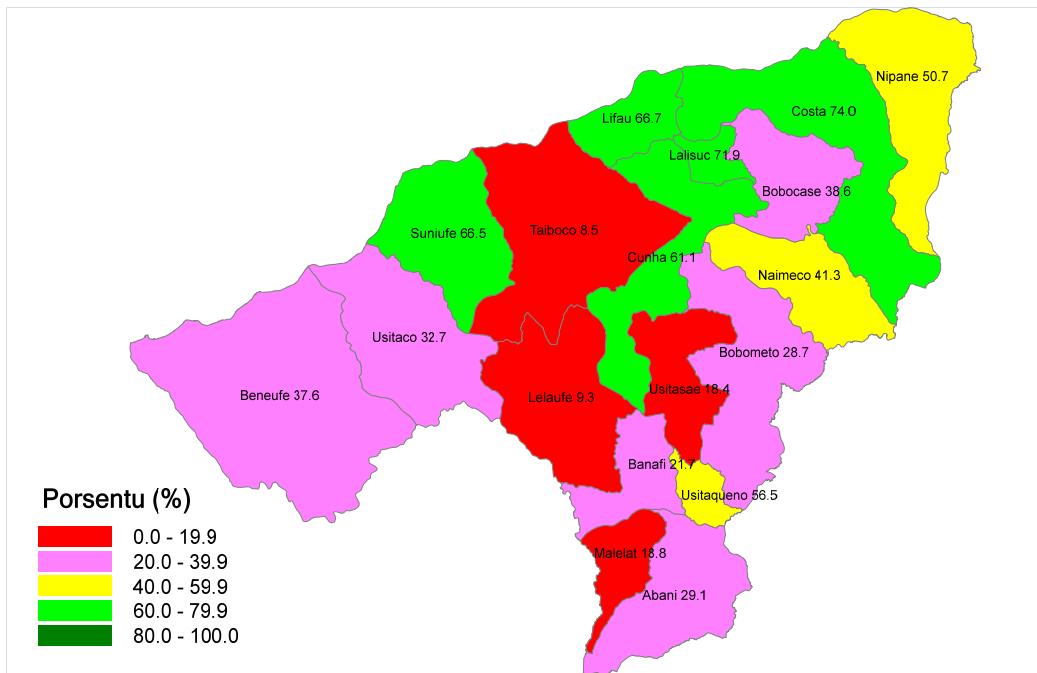 Nipane 50.7
Costa 74.0
Lifau 66.7
Lalisuc 71.9
Bobocase 38.6
Suniufe 66.5
Taiboco 8.5
Cunha 61.1
Naimeco 41.3
Usitaco 32.7
Bobometo 28.7
Beneufe 37.6
Lelaufe 9.3
Usitasae 18.4
Banafi 21.7
Usitaqueno 56.5
Malelat 18.8
Abani 29.1
Porsentu (%)
0.0 - 19.9
20.0 - 39.9
40.0 - 59.9
60.0 - 79.9
80.0 - 100.0